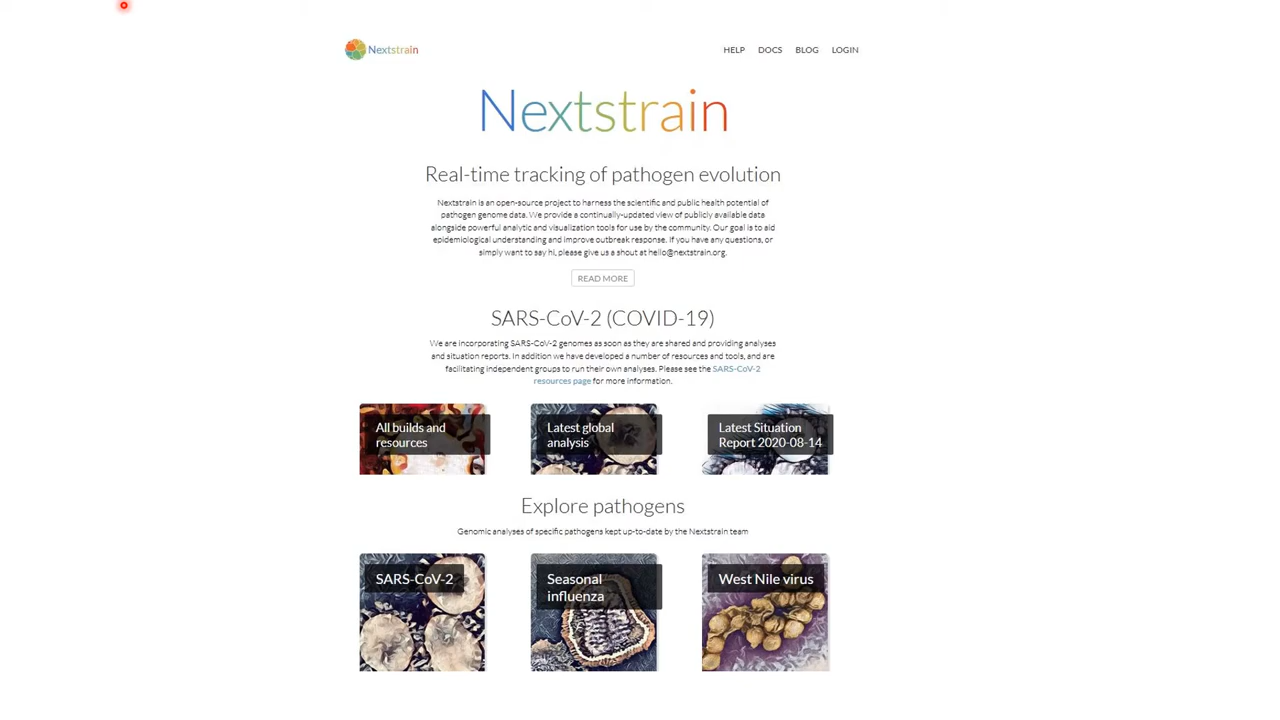 Nextstrain
HELP DOCS BLOG LOGIN
Nextstrain
Real-time tracking of pathogen evolution
Nextstrain is an open-source project to harness the scientific and public health potential of
pathogen genome data. We provide a continually-updated view of publicly available data
alongside powerful analytic and visualization tools for use by the community. Our goal is to aid
epidemiological understanding and improve outbreak response. If you have any questions, or
simply want to say hi, please give us a shout at hello@nextstrain.org.
READ MORE
SARS-CoV-2 (COVID-19)
We are incorporating SARS-CoV-2 genomes as soon as they are shared and providing analyses
and situation reports. In addition we have developed a number of resources and tools, and are
facilitating independent groups to run their own analyses. Please see the SARS-CoV-2
resources page for more information.
All builds and
resources
Latest global
analysis
Latest Situation
Report 2020-08-14
Explore pathogens
Genomic analyses of specific pathogens kept up-to-date by the Nextstrain team
SARS-CoV-2
Seasonal
influenza
West Nile virus